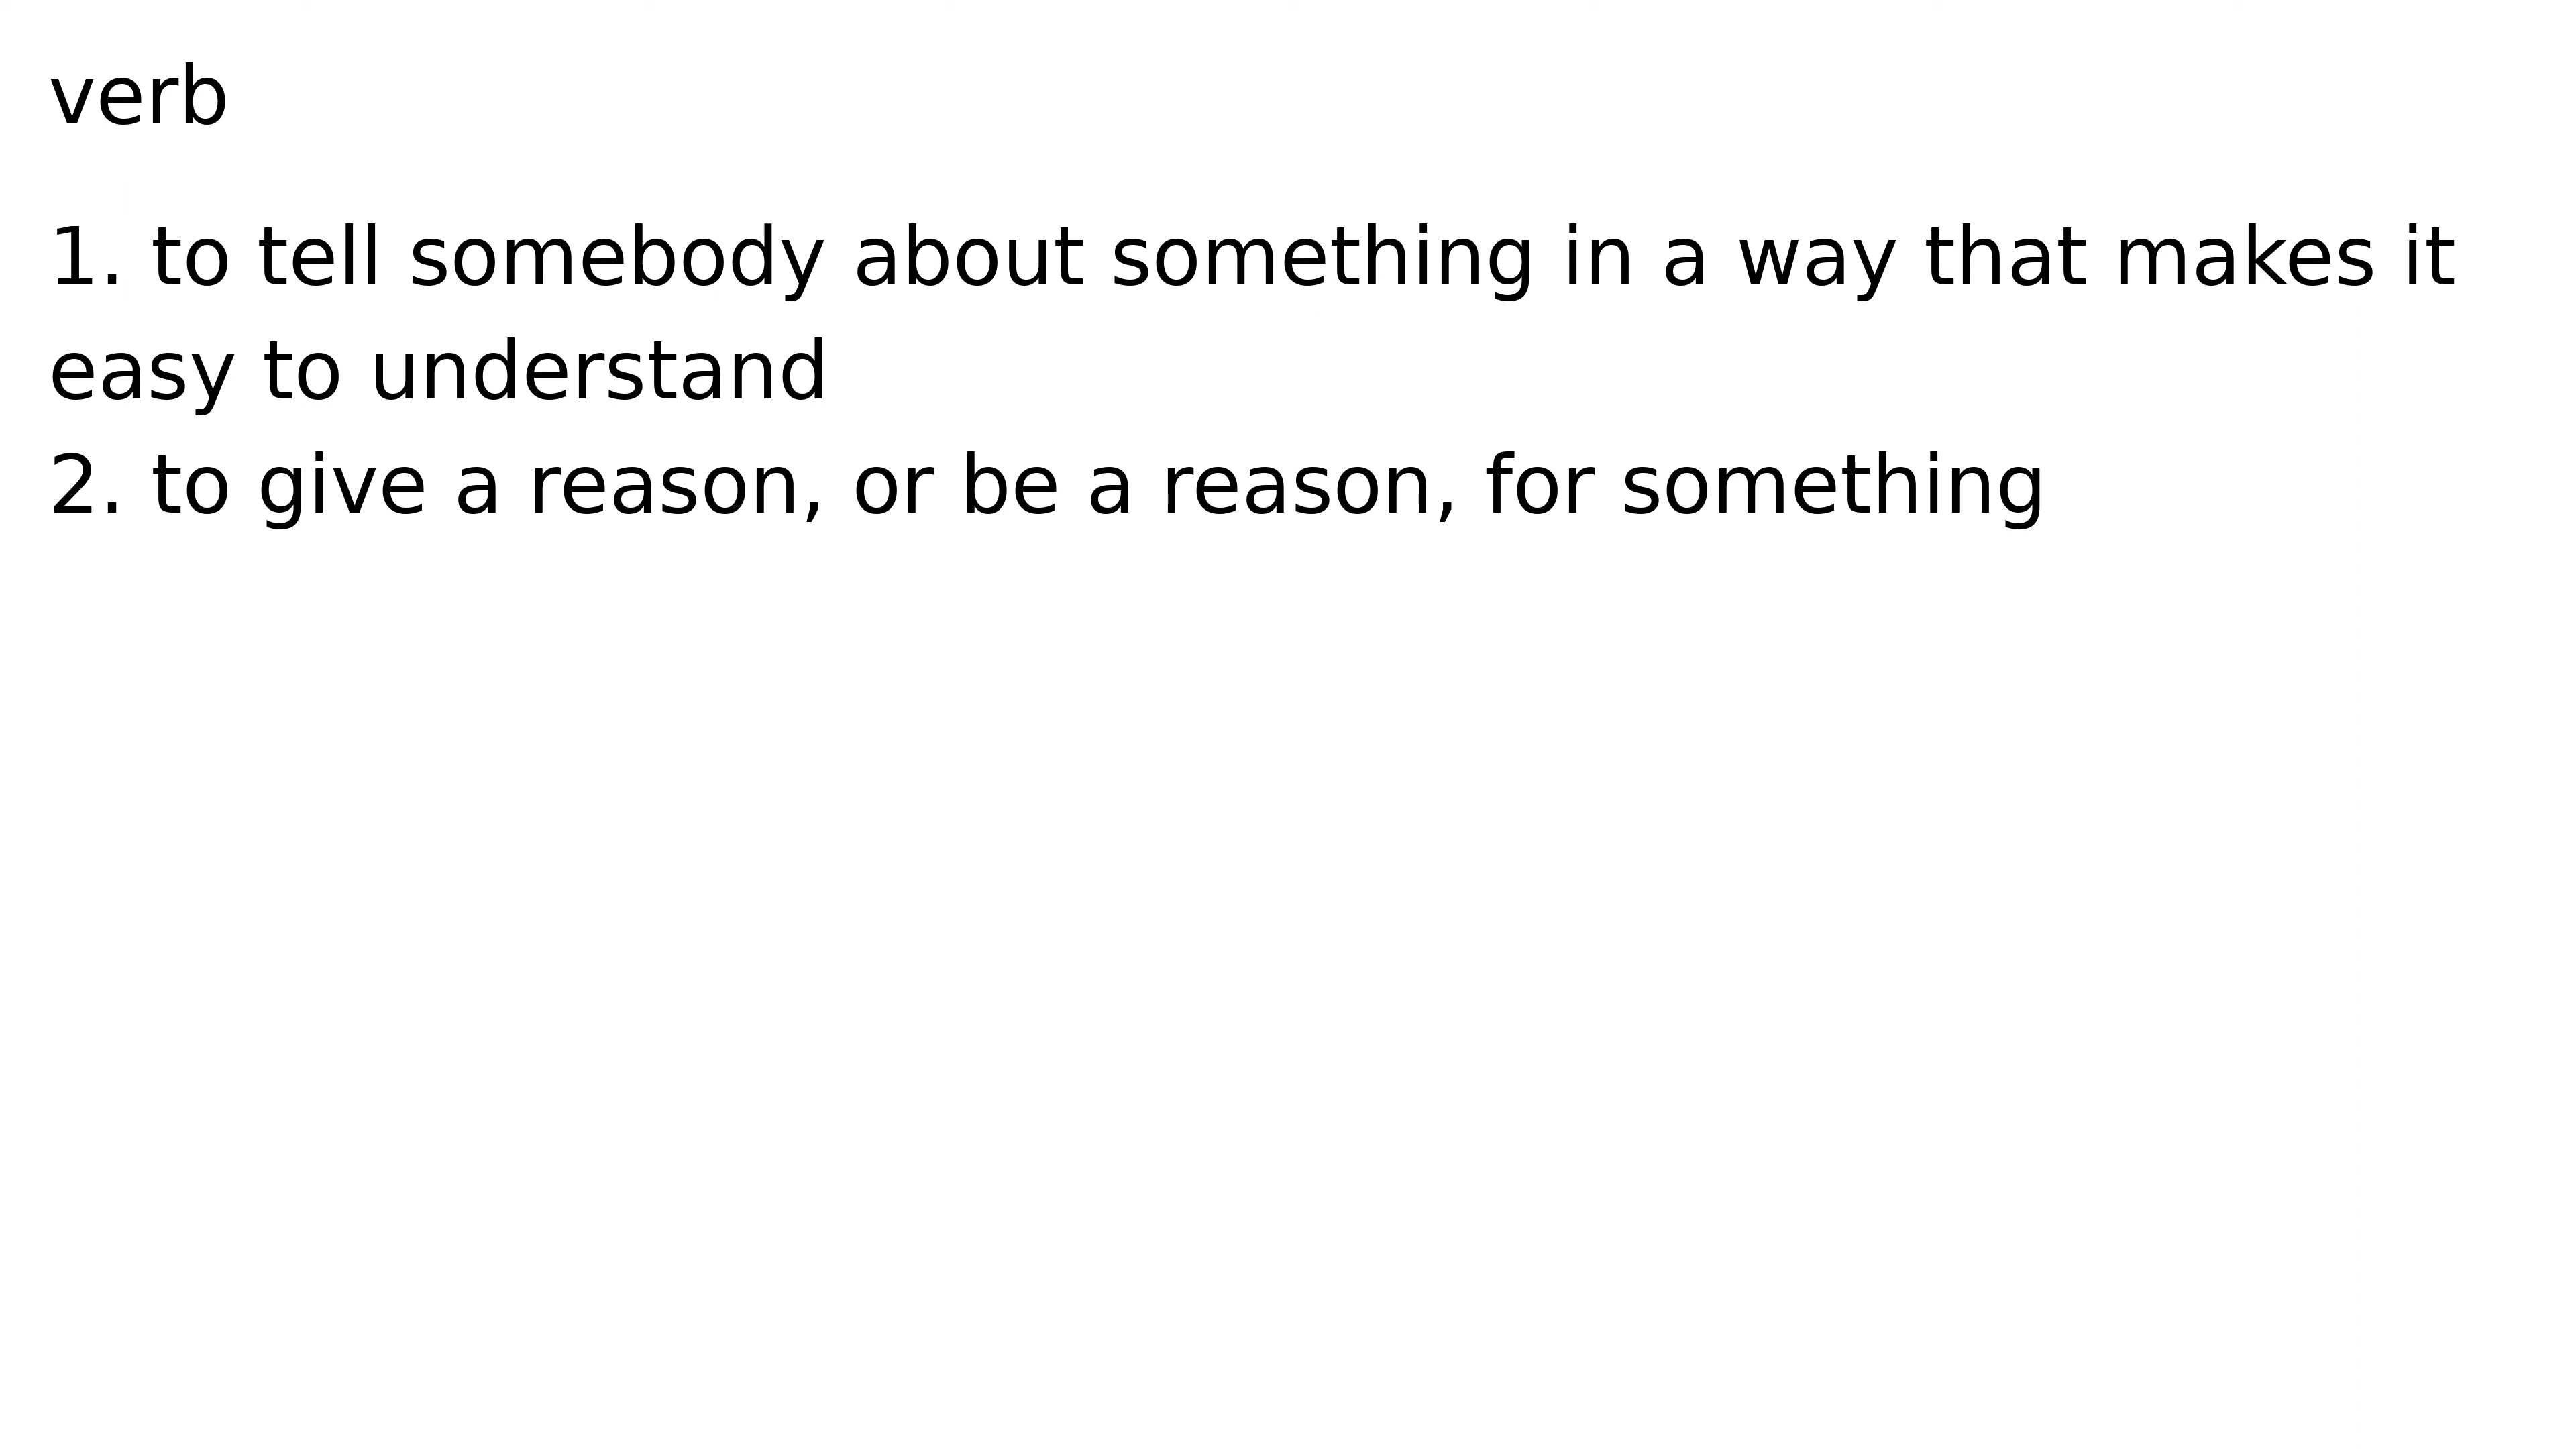 verb
1. to tell somebody about something in a way that makes it
easy to understand
2. to give a reason, or be a reason, for something